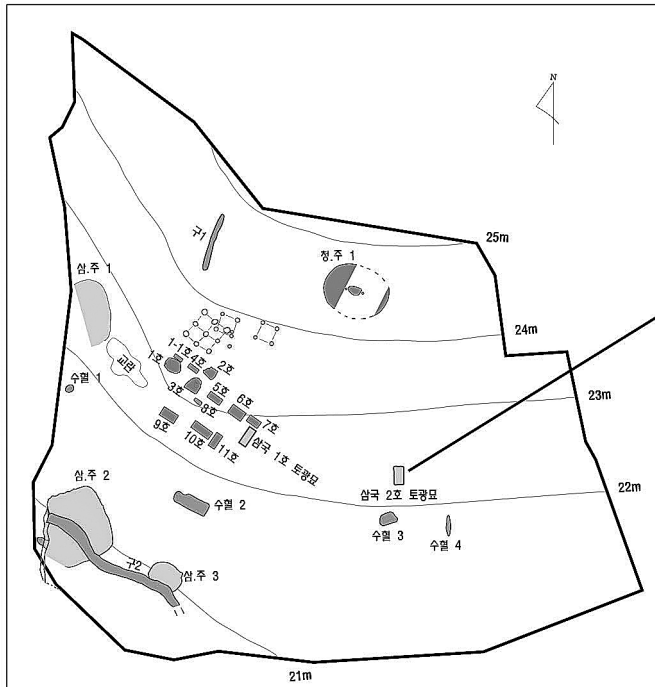 N
구1
25m
청.주 1
삼.주 1
24m
교란
1호
1-1호
4호
2호
수혈 1
3호
5호
6호
23m
8호
7호
9호
10호
11호
삼국 1호 토광묘
삼.주 2
22m
삼국 2호 토광묘
수혈 2
수혈 3
수혈 4
구2
삼.주 3
21m